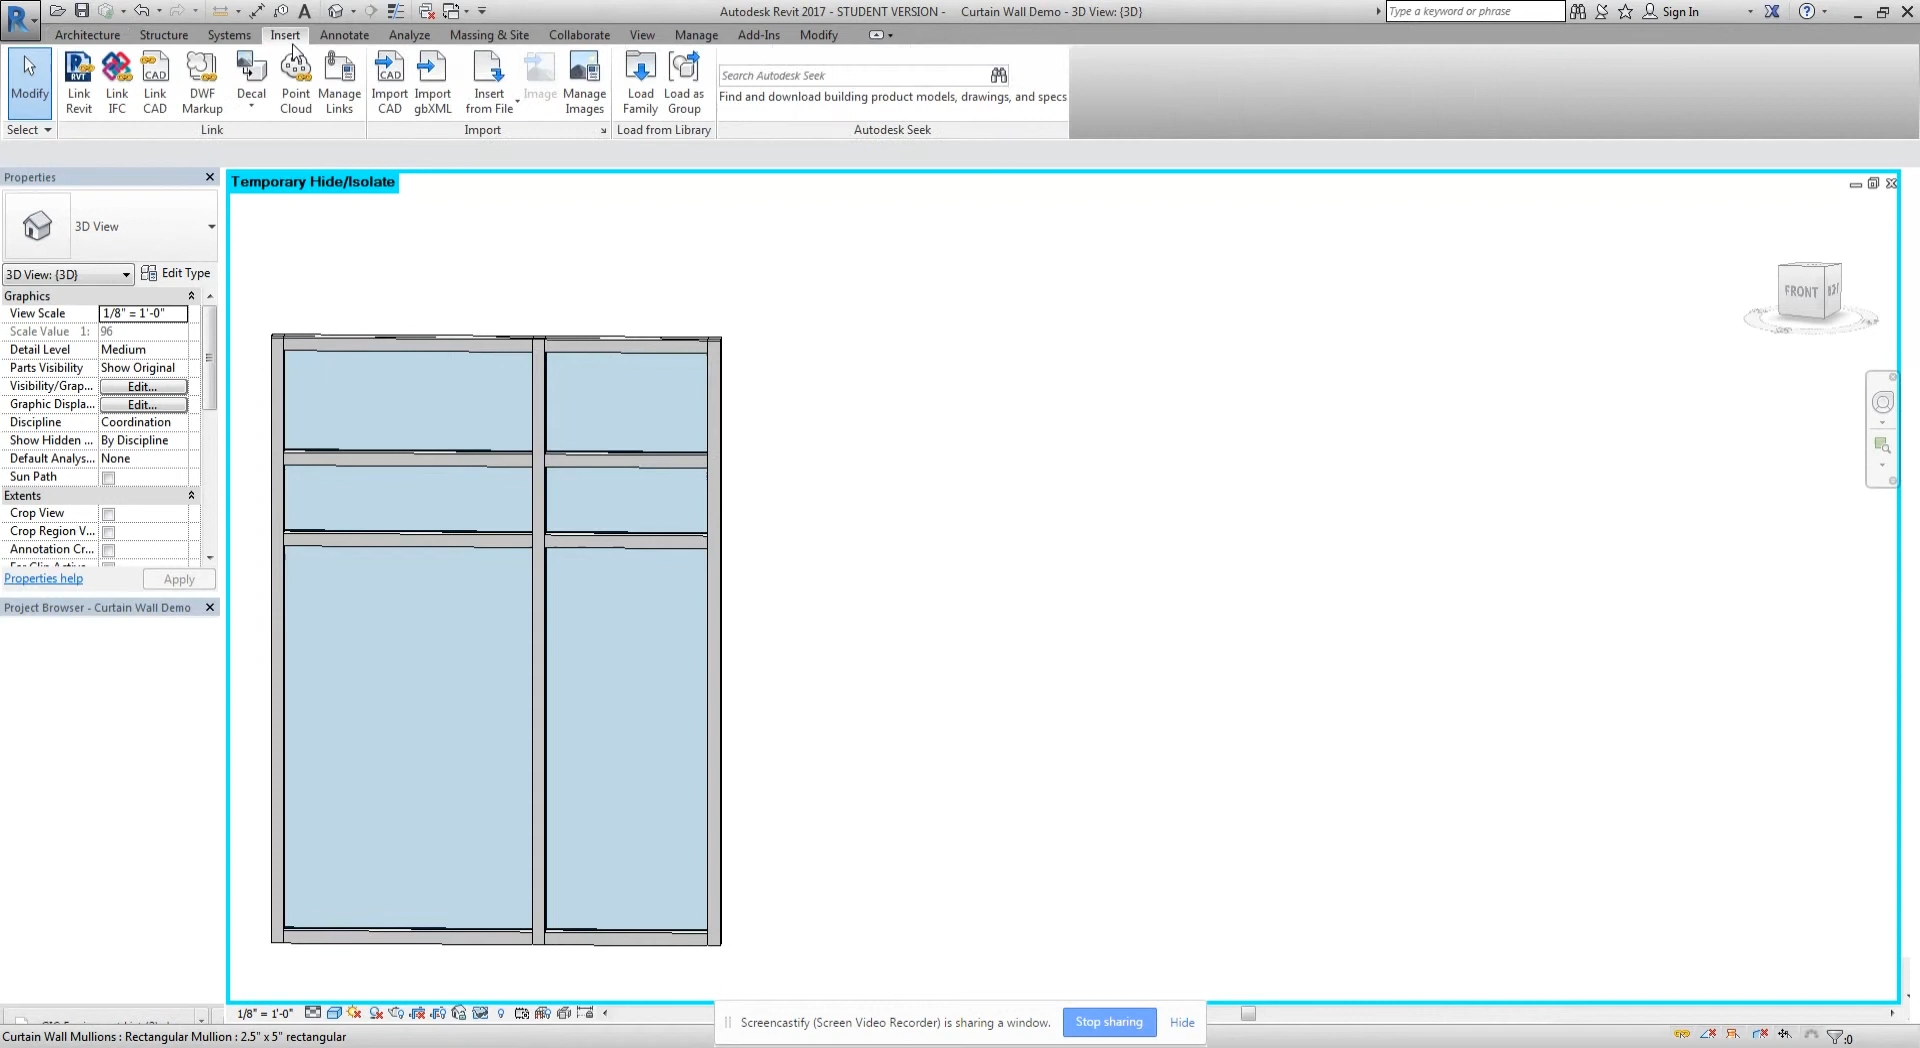 Autodesk Revit 2017 - STUDENT VERSION - Curtain Wall Demo - 3D View: {3D}
Type a keyword or phrase
Sign In
Architecture Structure Systems Insert Annotate Analyze Massing & Site Collaborate View Manage Add-Ins Modify
Modify
Link Revit
Link IFC
Link CAD
DWF Markup
Decal
Point Cloud
Manage Links
Import CAD
Import gbXML
Insert from File
Image
Manage Images
Load Family
Load as Group
Search Autodesk Seek
Find and download building product models, drawings, and specs
Select
Link
Import
Load from Library
Autodesk Seek
Properties
3D View
3D View: {3D}
Edit Type
Graphics
View Scale 1/8" = 1'-0"
Scale Value 1: 96
Detail Level Medium
Parts Visibility Show Original
Visibility/Grap... Edit...
Graphic Displa... Edit...
Discipline Coordination
Show Hidden ... By Discipline
Default Analys... None
Sun Path
Extents
Crop View
Crop Region V...
Annotation Cr...
Properties help
Apply
Project Browser - Curtain Wall Demo
Temporary Hide/Isolate
FRONT
1/8" = 1'-0"
Screencastify (Screen Video Recorder) is sharing a window.
Stop sharing
Hide
Curtain Wall Mullions : Rectangular Mullion : 2.5" x 5" rectangular
:0